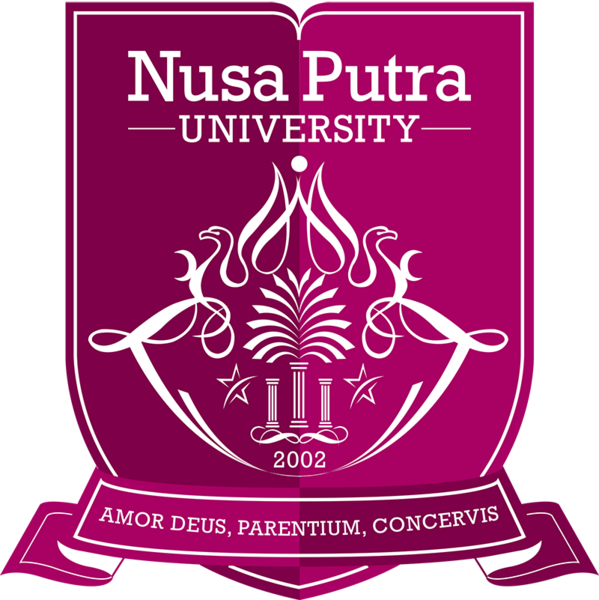 Nusa Putra
UNIVERSITY
2002
AMOR DEUS, PARENTIUM, CONCERVIS